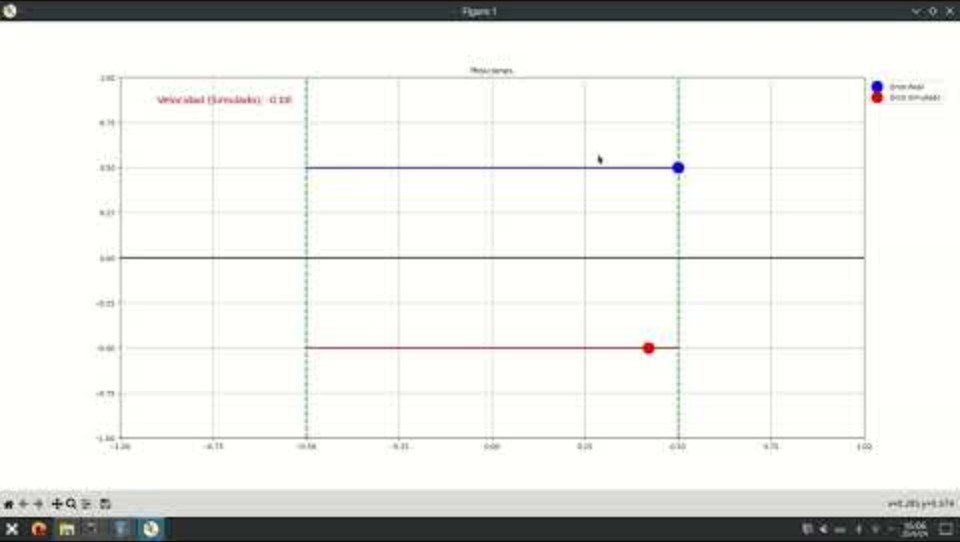 Figure 1
Posiciones
Velocidad (Simulado): -0.08
Error Real
Error Simulado
1.00
0.75
0.50
0.25
0.00
-0.25
-0.50
-0.75
-1.00
-1.00 -0.75 -0.50 -0.25 0.00 0.25 0.50 0.75 1.00